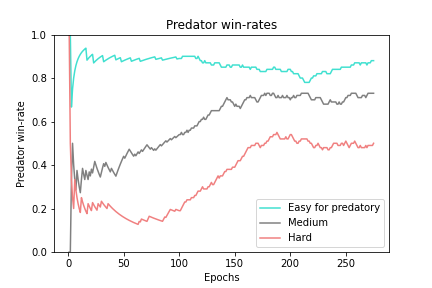 Predator win-rates
Predator win-rate
1.0
0.8
0.6
0.4
0.2
0.0
Easy for predatory
Medium
Hard
0
50
100
150
200
250
Epochs